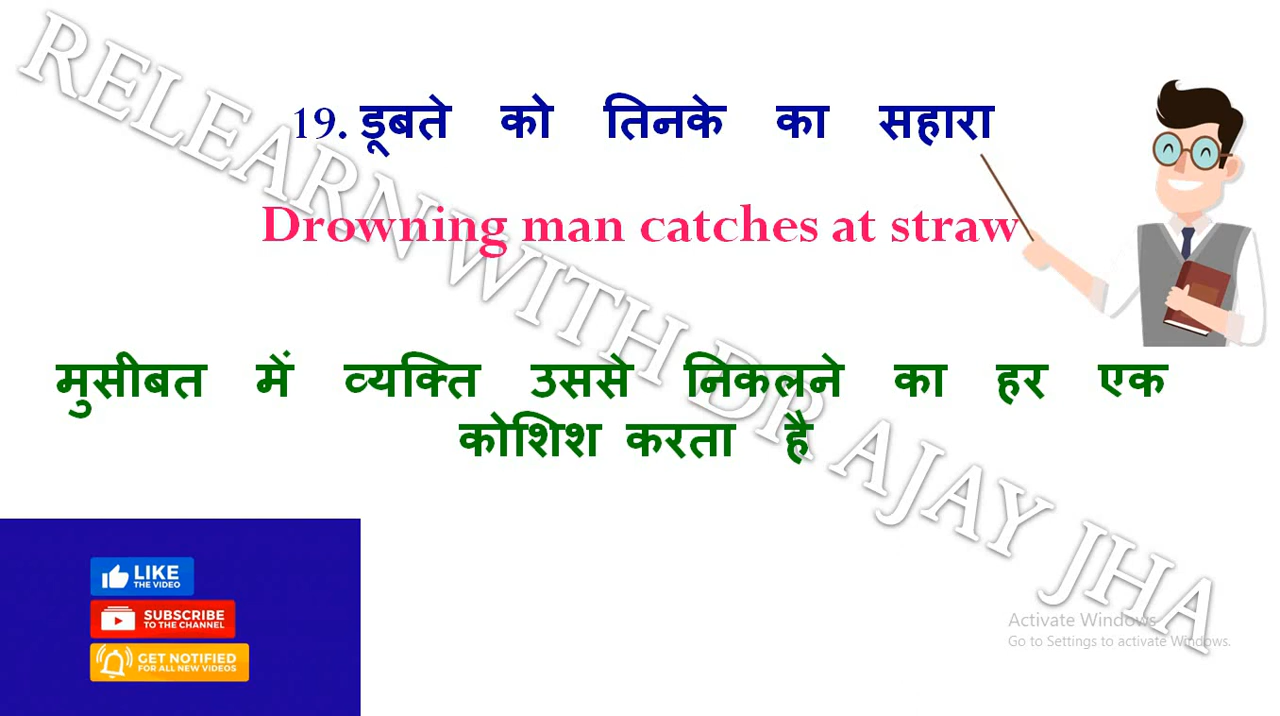 19. डूबते को तिनके का सहारा
Drowning man catches at straw
मुसीबत में व्यक्ति उससे निकलने का हर एक
कोशिश करता है
RELEARN WITH DR AJAY JHA
LIKE
THE VIDEO
SUBSCRIBE
TO THE CHANNEL
GET NOTIFIED
FOR ALL NEW VIDEOS
Activate Windows
Go to Settings to activate Windows.